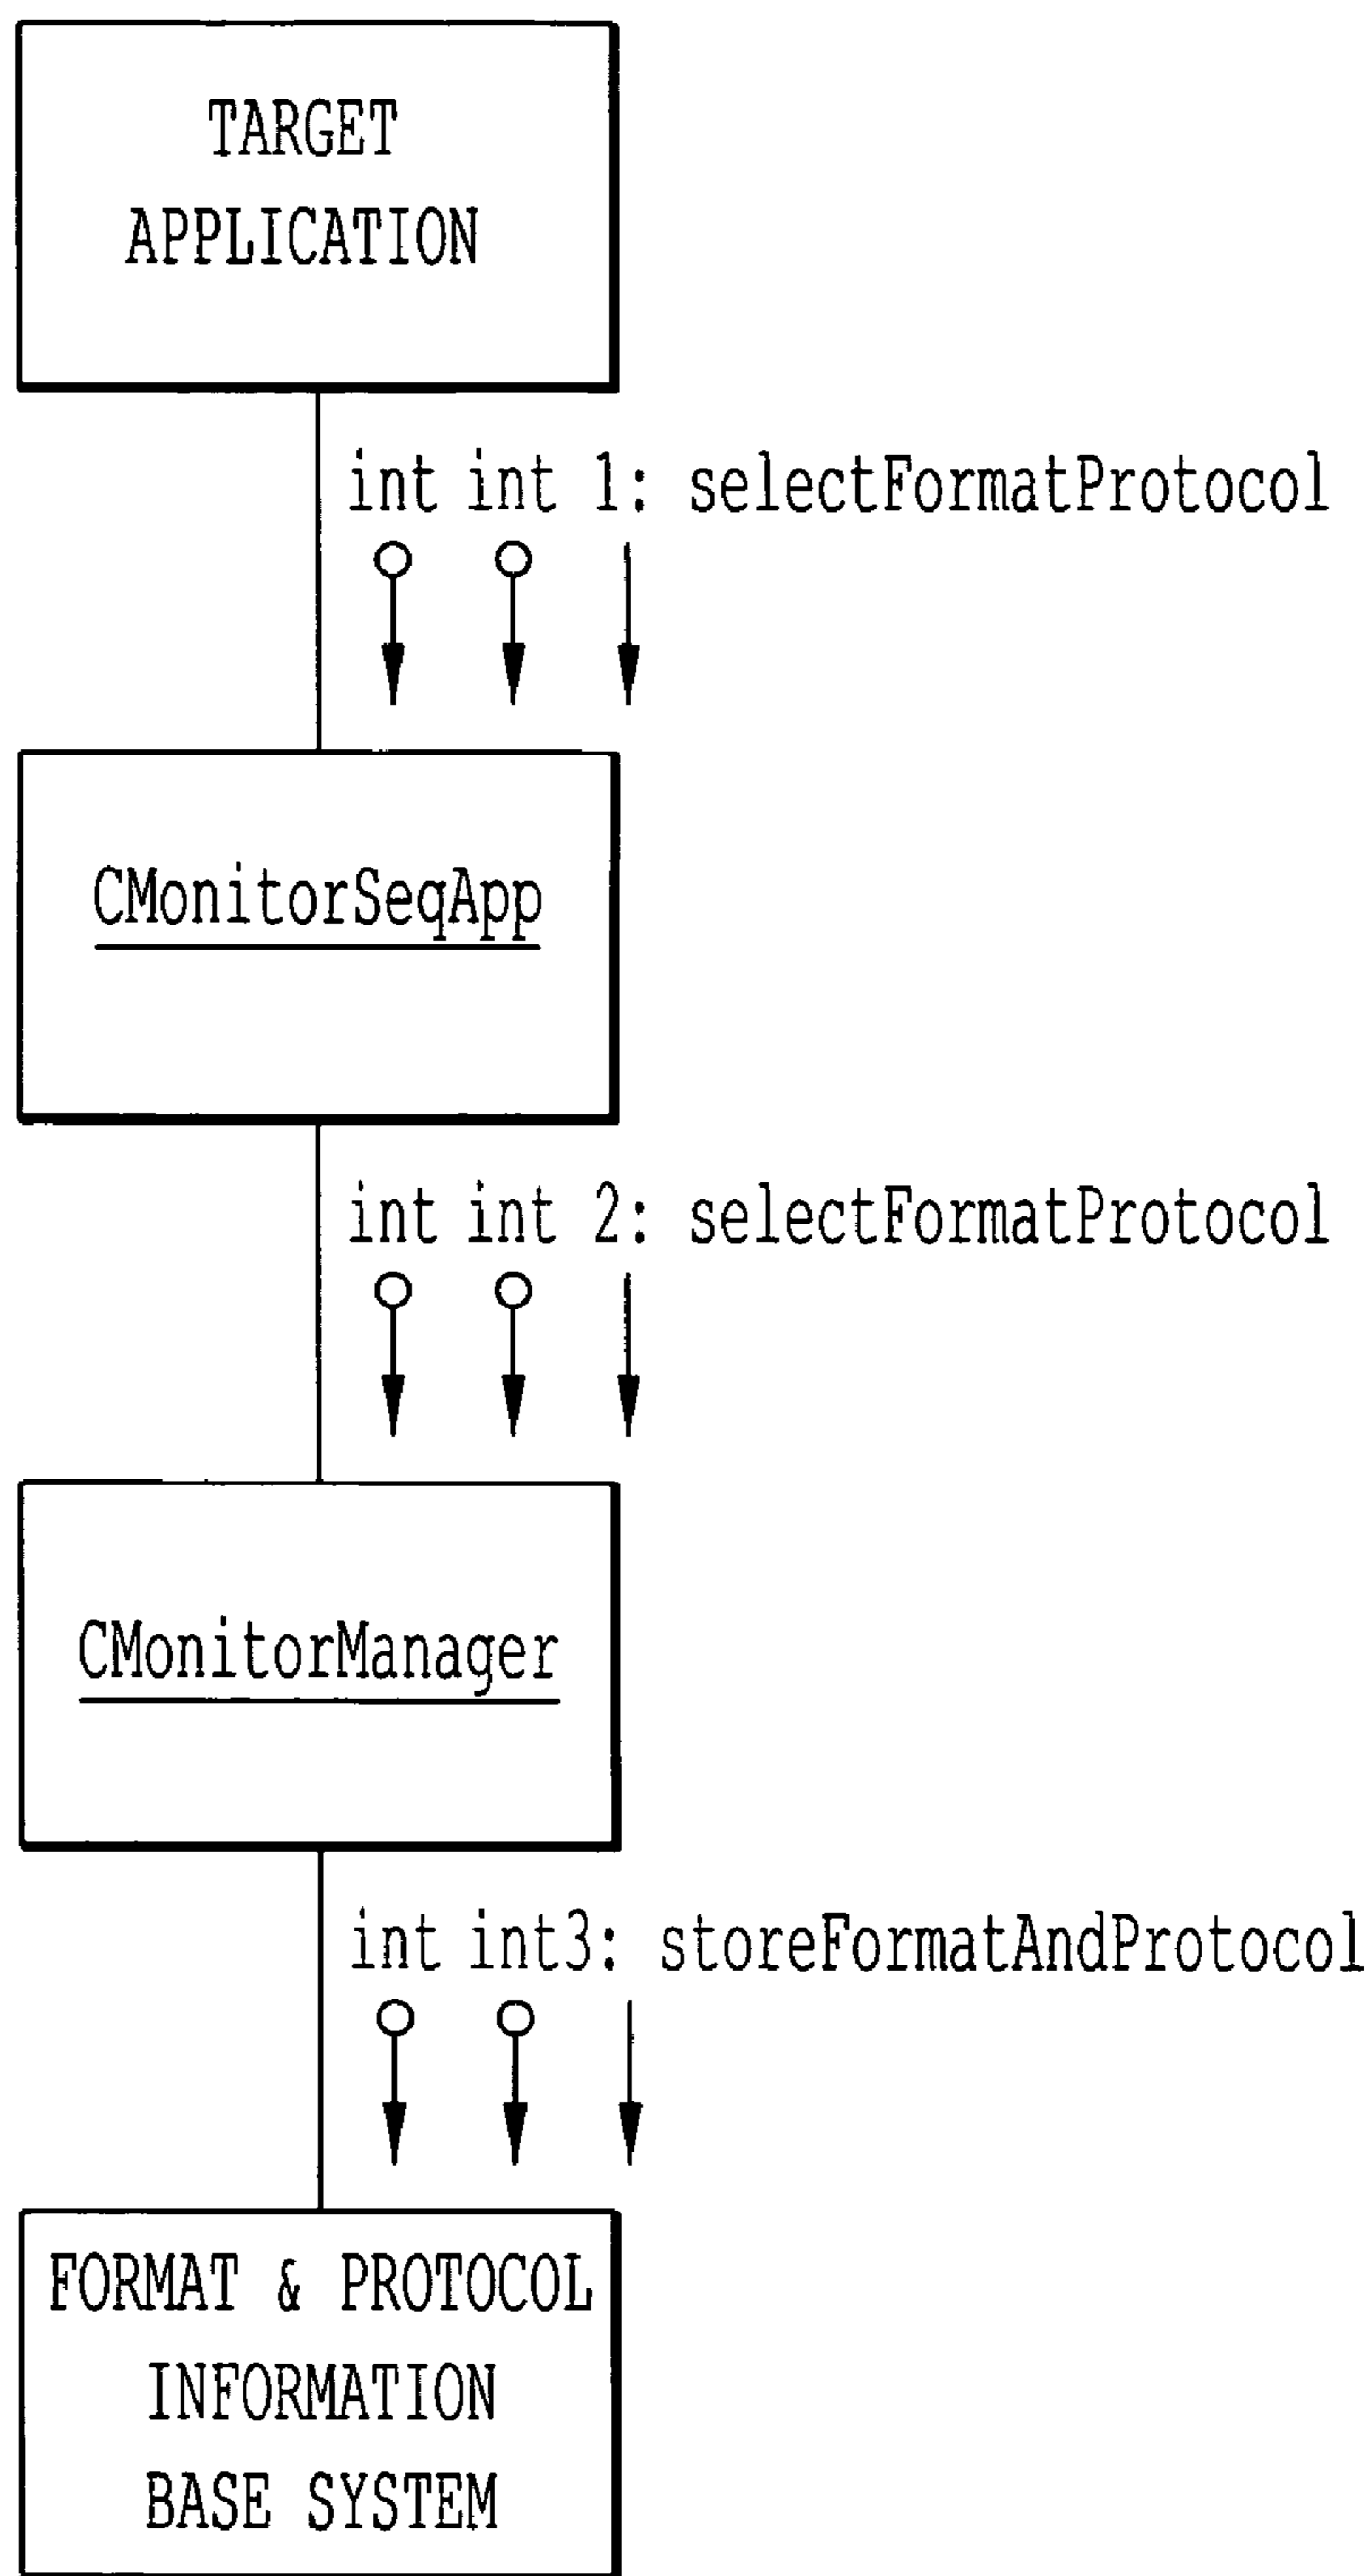 TARGET
APPLICATION
int int 1: selectFormatProtocol
CMonitorSeqApp
int int 2: selectFormatProtocol
CMonitorManager
int int3: storeFormatAndProtocol
FORMAT & PROTOCOL
INFORMATION
BASE SYSTEM